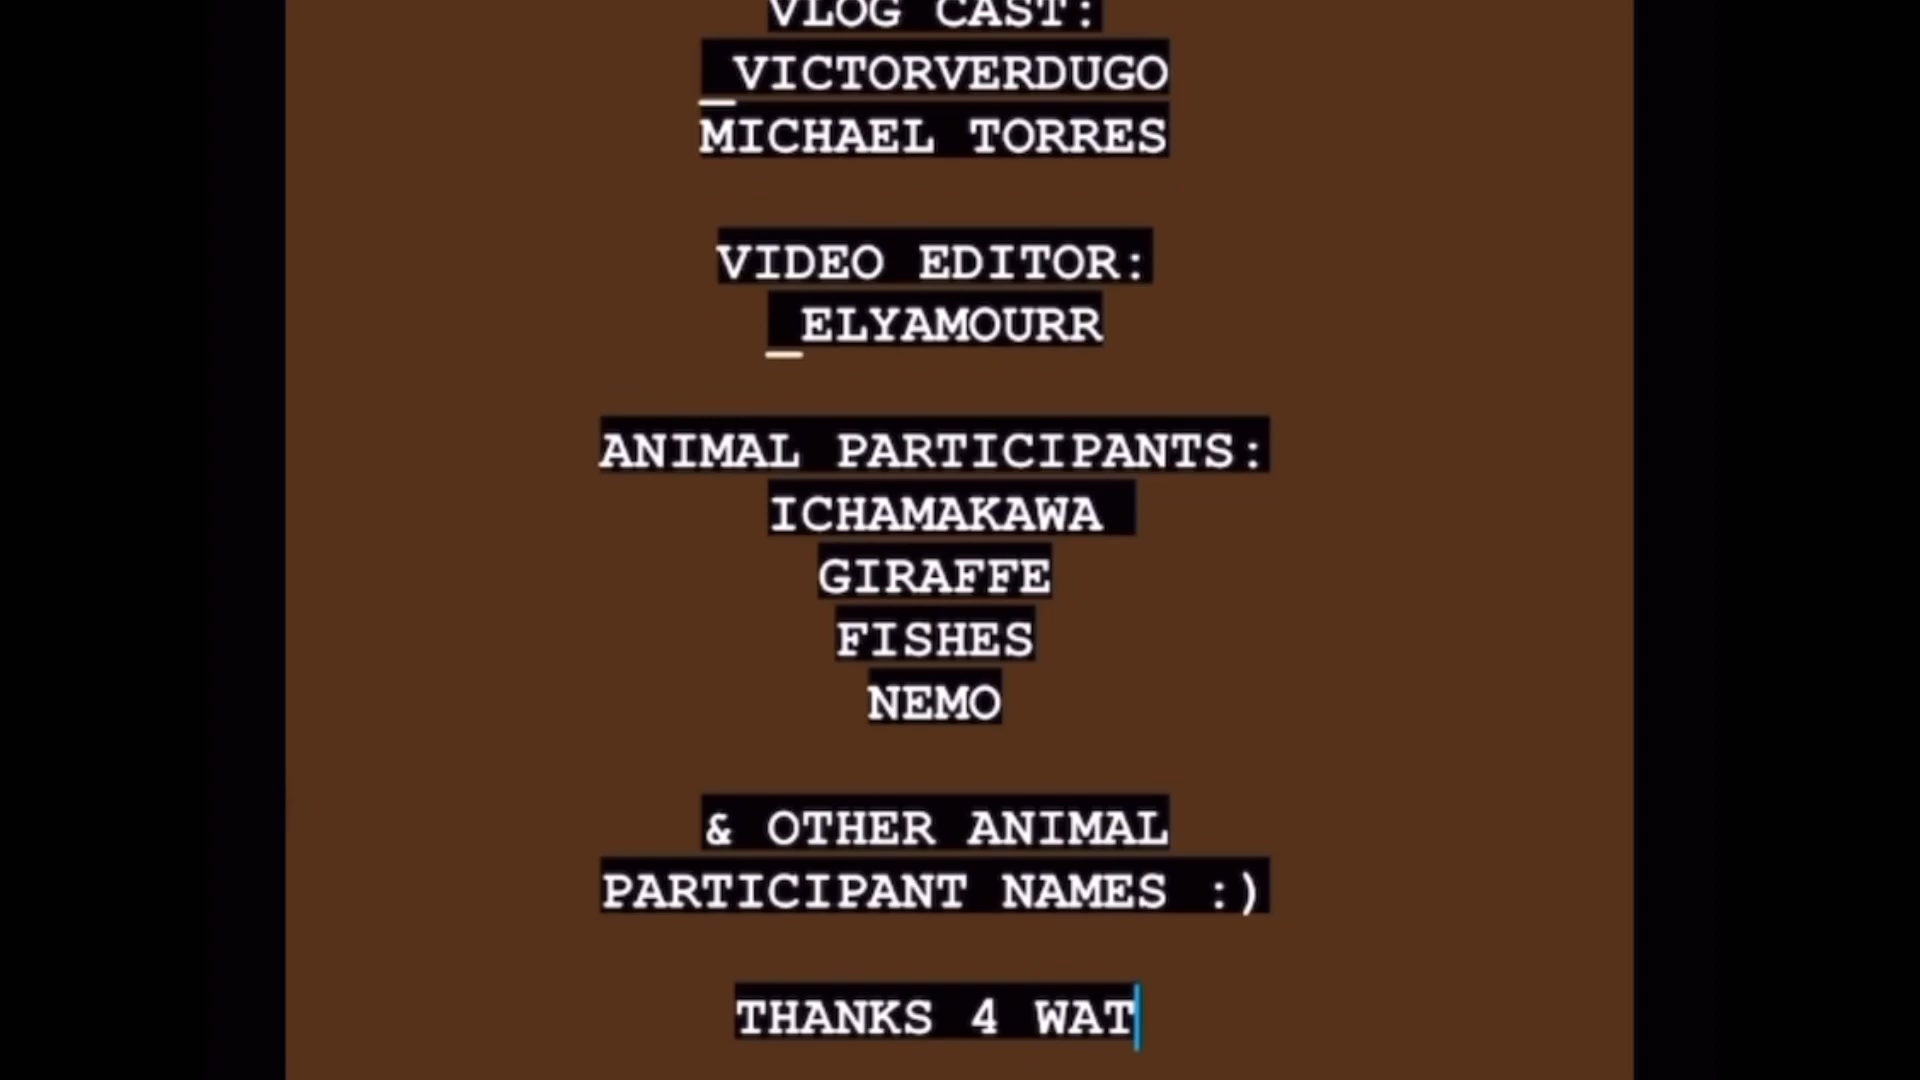 VLOG CAST:
_VICTORVERDUGO
MICHAEL TORRES
VIDEO EDITOR:
_ELYAMOURR
ANIMAL PARTICIPANTS:
ICHAMAKAWA
GIRAFFE
FISHES
NEMO
& OTHER ANIMAL
PARTICIPANT NAMES :)
THANKS 4 WAT